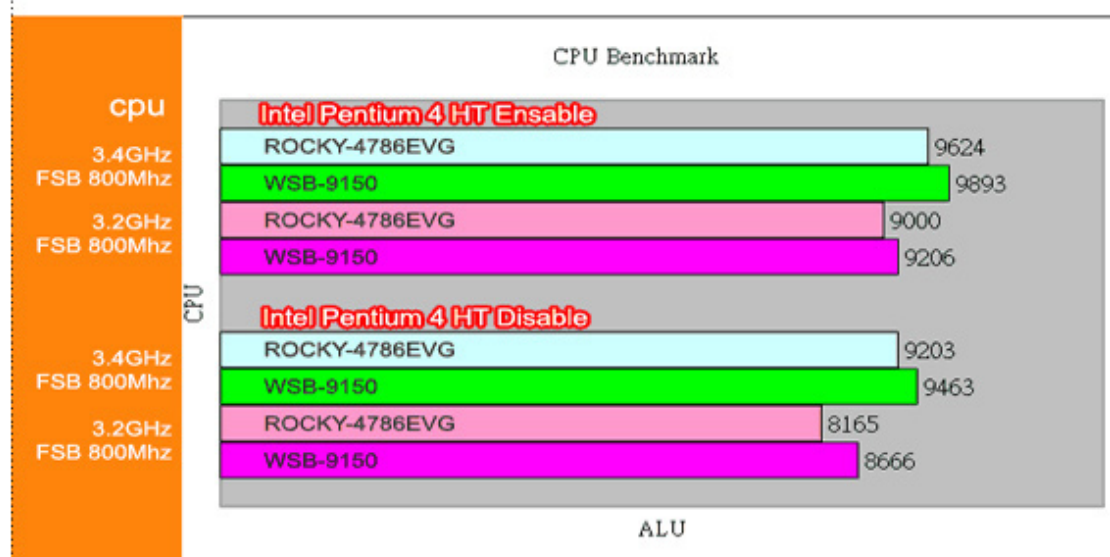 CPU Benchmark
cpu
Intel Pentium 4 HT Ensable
3.4GHz
FSB 800Mhz
ROCKY-4786EVG 9624
WSB-9150 9893
3.2GHz
FSB 800Mhz
ROCKY-4786EVG 9000
WSB-9150 9206
CPU
Intel Pentium 4 HT Disable
3.4GHz
FSB 800Mhz
ROCKY-4786EVG 9203
WSB-9150 9463
3.2GHz
FSB 800Mhz
ROCKY-4786EVG 8165
WSB-9150 8666
ALU